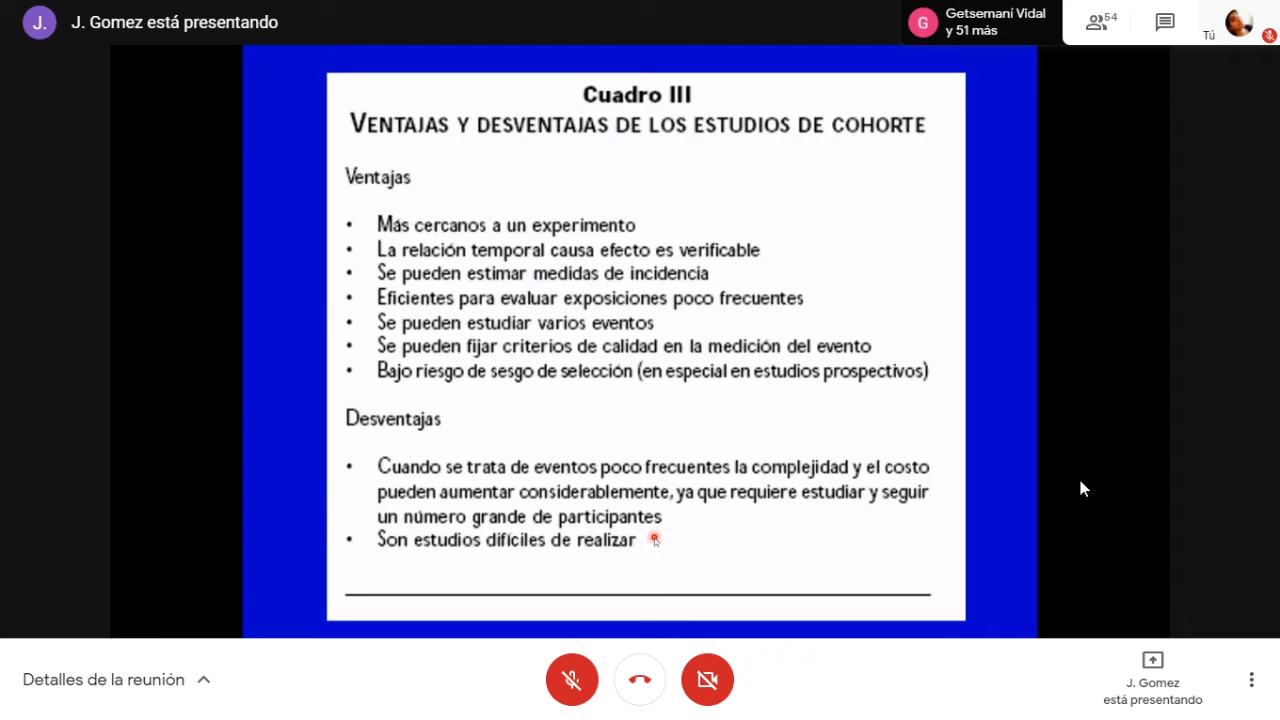 J.
J. Gomez está presentando
G
Getsemaní Vidal
y 51 más
54
Tú
Cuadro III
VENTAJAS Y DESVENTAJAS DE LOS ESTUDIOS DE COHORTE
Ventajas
• Más cercanos a un experimento
• La relación temporal causa efecto es verificable
• Se pueden estimar medidas de incidencia
• Eficientes para evaluar exposiciones poco frecuentes
• Se pueden estudiar varios eventos
• Se pueden fijar criterios de calidad en la medición del evento
• Bajo riesgo de sesgo de selección (en especial en estudios prospectivos)
Desventajas
• Cuando se trata de eventos poco frecuentes la complejidad y el costo
pueden aumentar considerablemente, ya que requiere estudiar y seguir
un número grande de participantes
• Son estudios difíciles de realizar
Detalles de la reunión
J. Gomez
está presentando